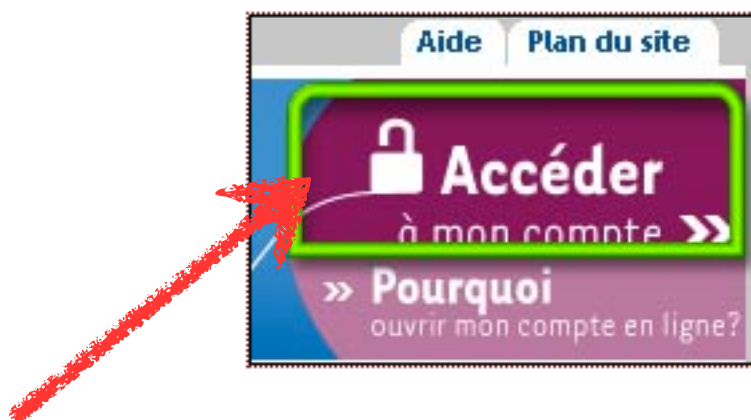 Aide Plan du site
Accéder
à mon compte »
» Pourquoi
ouvrir mon compte en ligne?